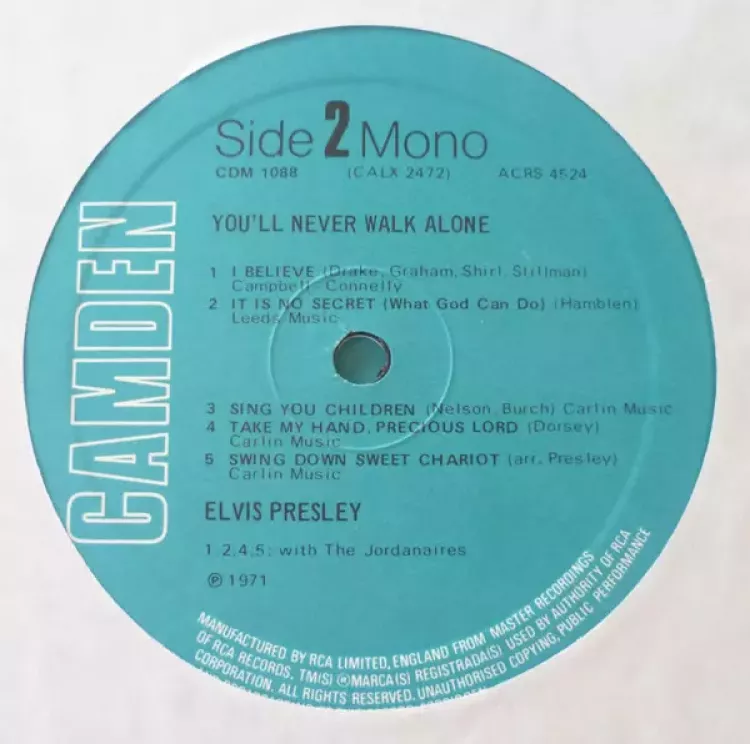 CAMDEN
Side 2 Mono
CDM 1088 (CALX 2472) ACRS 4524
YOU'LL NEVER WALK ALONE
1 I BELIEVE (Drake, Graham, Shirl, Stillman)
Campbell-Connelly
2 IT IS NO SECRET (What God Can Do) (Hamblen)
Leeds Music
3 SING YOU CHILDREN (Nelson, Burch) Carlin Music
4 TAKE MY HAND, PRECIOUS LORD (Dorsey)
Carlin Music
5 SWING DOWN SWEET CHARIOT (arr. Presley)
Carlin Music
ELVIS PRESLEY
1,2,4,5: with The Jordanaires
℗ 1971
MANUFACTURED BY RCA LIMITED, ENGLAND FROM MASTER RECORDINGS
OF RCA RECORDS. TM(S) ® MARCA(S) REGISTRADA(S) USED BY AUTHORITY OF RCA
CORPORATION. ALL RIGHTS RESERVED. UNAUTHORISED COPYING, PUBLIC PERFORMANCE